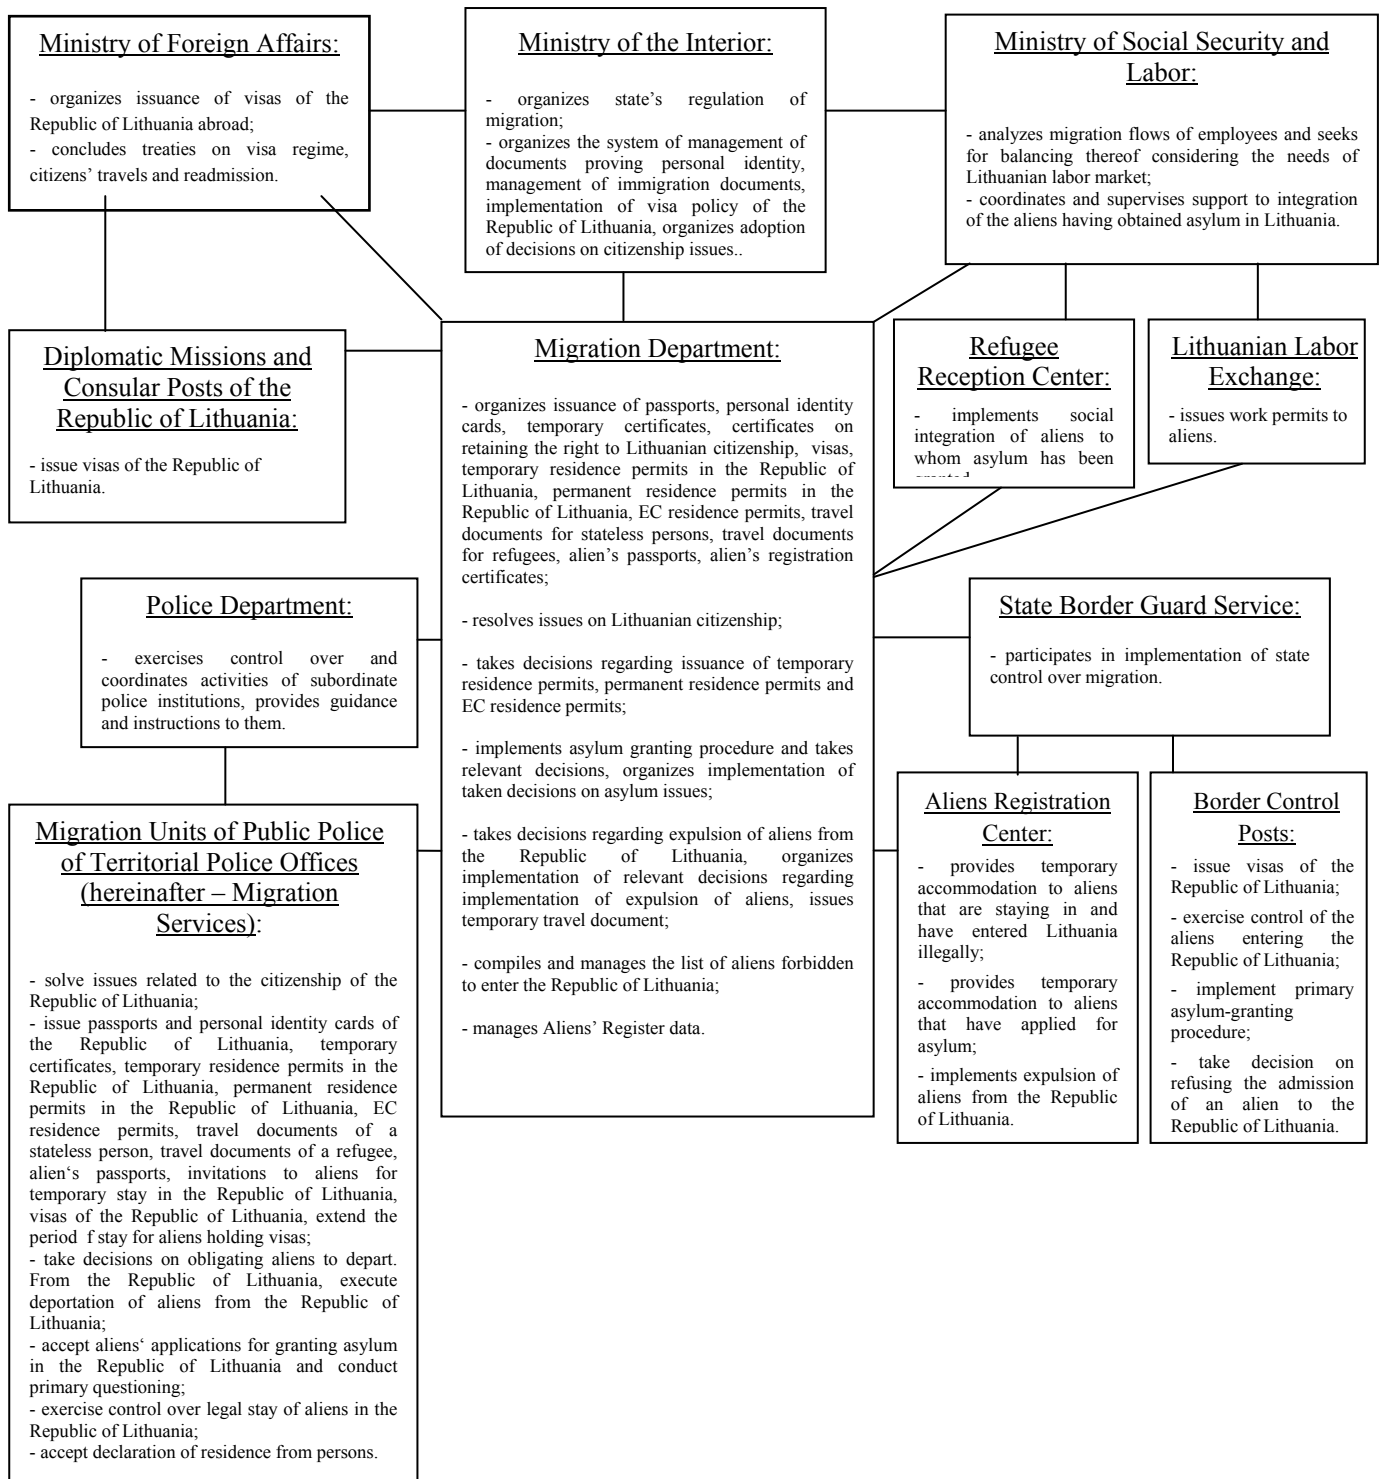 Ministry of Foreign Affairs:
- organizes issuance of visas of the
Republic of Lithuania abroad;
- concludes treaties on visa regime,
citizens' travels and readmission.
Ministry of the Interior:
- organizes state's regulation of
migration;
- organizes the system of management of
documents proving personal identity,
management of immigration documents,
implementation of visa policy of the
Republic of Lithuania, organizes adoption
of decisions on citizenship issues..
Ministry of Social Security and
Labor:
- analyzes migration flows of employees and seeks
for balancing thereof considering the needs of
Lithuanian labor market;
- coordinates and supervises support to integration
of the aliens having obtained asylum in Lithuania.
Diplomatic Missions and
Consular Posts of the
Republic of Lithuania:
- issue visas of the Republic of
Lithuania.
Migration Department:
- organizes issuance of passports, personal identity
cards, temporary certificates, certificates on
retaining the right to Lithuanian citizenship, visas,
temporary residence permits in the Republic of
Lithuania, permanent residence permits in the
Republic of Lithuania, EC residence permits, travel
documents for stateless persons, travel documents
for refugees, alien's passports, alien's registration
certificates;
- resolves issues on Lithuanian citizenship;
- takes decisions regarding issuance of temporary
residence permits, permanent residence permits and
EC residence permits;
- implements asylum granting procedure and takes
relevant decisions, organizes implementation of
taken decisions on asylum issues;
- takes decisions regarding expulsion of aliens from
the Republic of Lithuania, organizes
implementation of relevant decisions regarding
implementation of expulsion of aliens, issues
temporary travel document;
- compiles and manages the list of aliens forbidden
to enter the Republic of Lithuania;
- manages Aliens' Register data.
Refugee
Reception Center:
- implements social
integration of aliens to
whom asylum has been
Lithuanian Labor
Exchange:
- issues work permits to
aliens.
Police Department:
- exercises control over and
coordinates activities of subordinate
police institutions, provides guidance
and instructions to them.
State Border Guard Service:
- participates in implementation of state
control over migration.
Migration Units of Public Police
of Territorial Police Offices
(hereinafter – Migration
Services):
- solve issues related to the citizenship of the
Republic of Lithuania;
- issue passports and personal identity cards of
the Republic of Lithuania, temporary
certificates, temporary residence permits in the
Republic of Lithuania, permanent residence
permits in the Republic of Lithuania, EC
residence permits, travel documents of a
stateless person, travel documents of a refugee,
alien‘s passports, invitations to aliens for
temporary stay in the Republic of Lithuania,
visas of the Republic of Lithuania, extend the
period f stay for aliens holding visas;
- take decisions on obligating aliens to depart.
From the Republic of Lithuania, execute
deportation of aliens from the Republic of
Lithuania;
- accept aliens‘ applications for granting asylum
in the Republic of Lithuania and conduct
primary questioning;
- exercise control over legal stay of aliens in the
Republic of Lithuania;
- accept declaration of residence from persons.
Aliens Registration
Center:
- provides temporary
accommodation to aliens
that are staying in and
have entered Lithuania
illegally;
- provides temporary
accommodation to aliens
that have applied for
asylum;
- implements expulsion of
aliens from the Republic
of Lithuania.
Border Control
Posts:
- issue visas of the
Republic of Lithuania;
- exercise control of the
aliens entering the
Republic of Lithuania;
- implement primary
asylum-granting
procedure;
- take decision on
refusing the admission
of an alien to the
Republic of Lithuania.